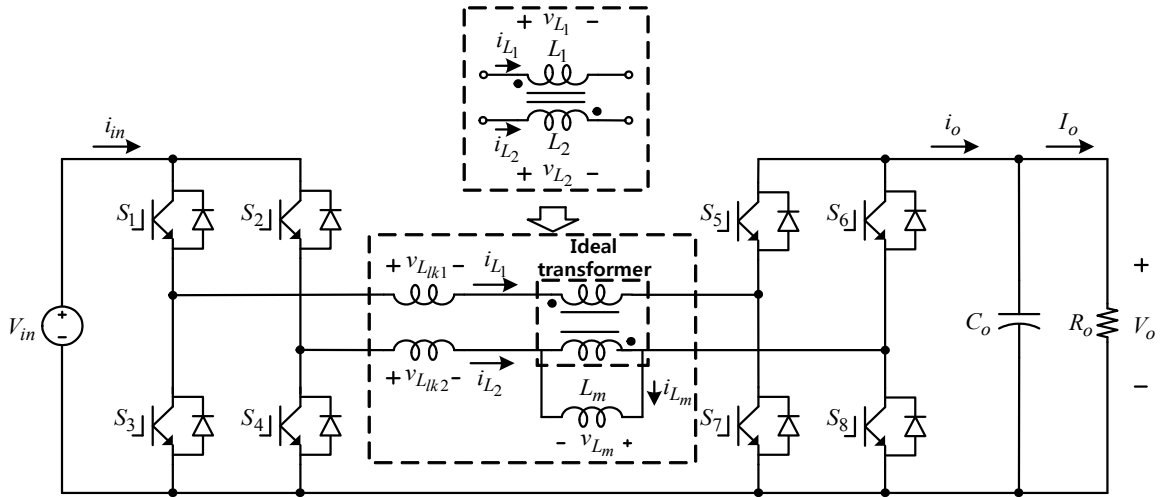 + v_{L_1} -
i_{L_1}
L_1
i_{L_2}
L_2
+ v_{L_2} -
i_{in}
i_o
I_o
S_1
S_2
S_5
S_6
Ideal
transformer
+ v_{L_{lk1}} -
i_{L_1}
V_{in}
+
-
C_o
R_o
+
V_o
-
+ v_{L_{lk2}} -
i_{L_2}
L_m
i_{L_m}
- v_{L_m} +
S_3
S_4
S_7
S_8